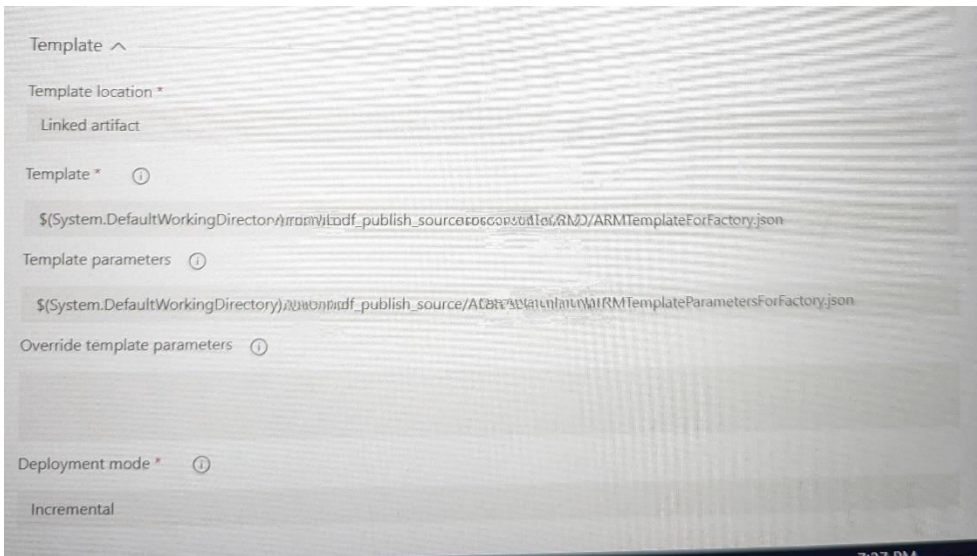 Template
Template location *
Linked artifact
Template *
$(System.DefaultWorkingDirectory) df_publish_source /ARMTemplateForFactory.json
Template parameters
$(System.DefaultWorkingDirectory) df_publish_source/ ARMTemplateParametersForFactory.json
Override template parameters
Deployment mode *
Incremental